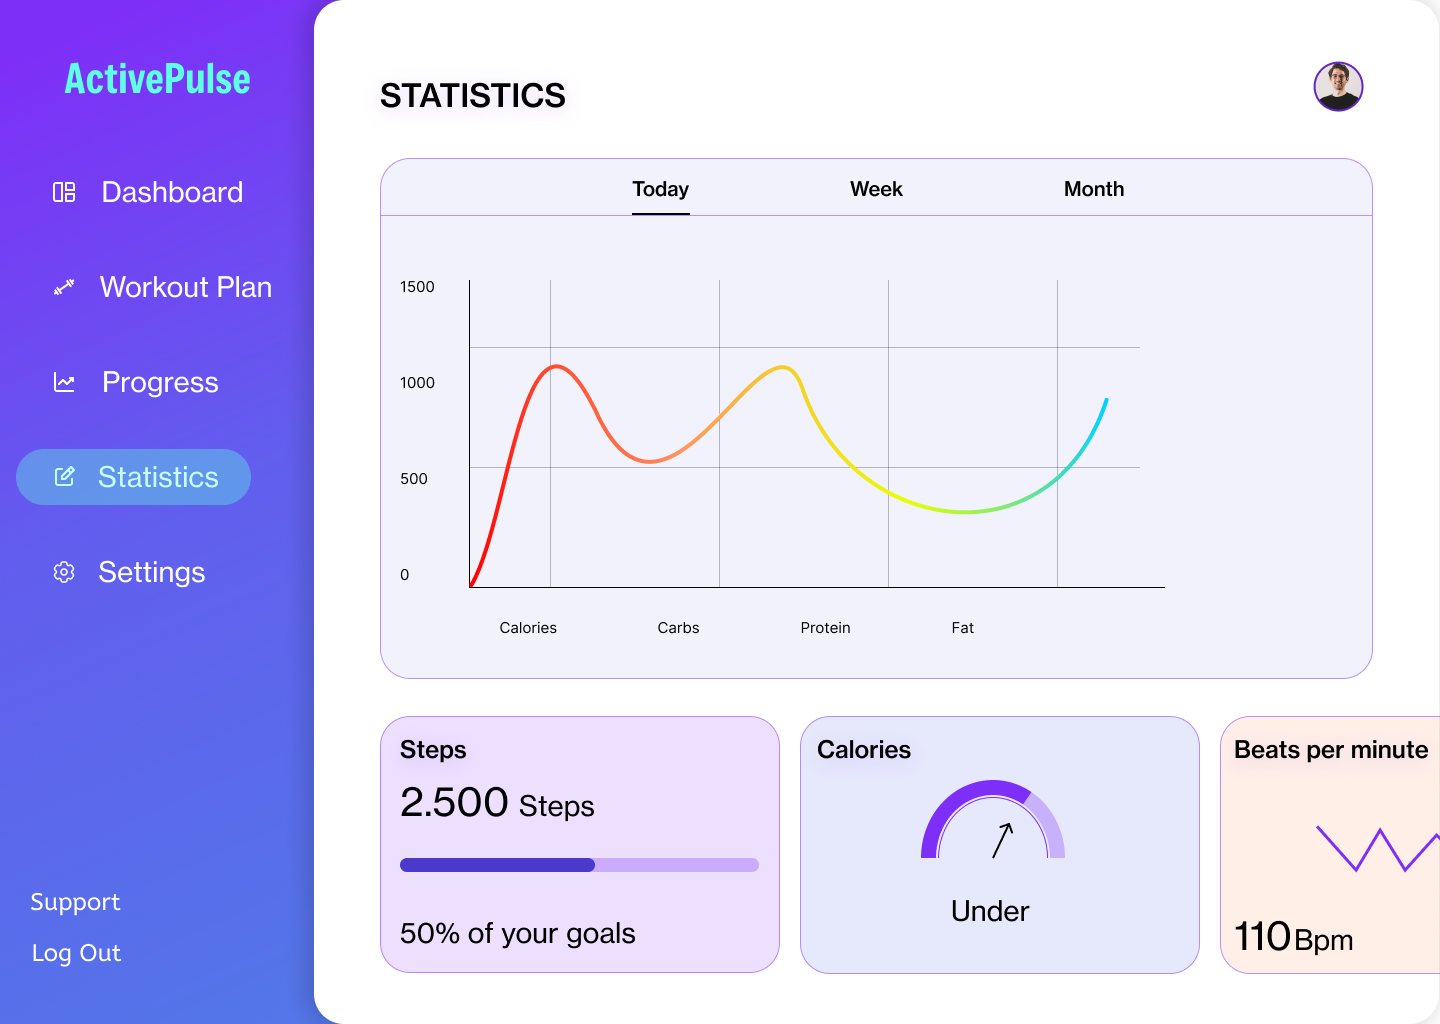 ActivePulse
Dashboard
Workout Plan
Progress
Statistics
Settings
Support
Log Out
STATISTICS
Today Week Month
1500
1000
500
0
Calories Carbs Protein Fat
Steps
2.500 Steps
50% of your goals
Calories
Under
Beats per minute
110 Bpm